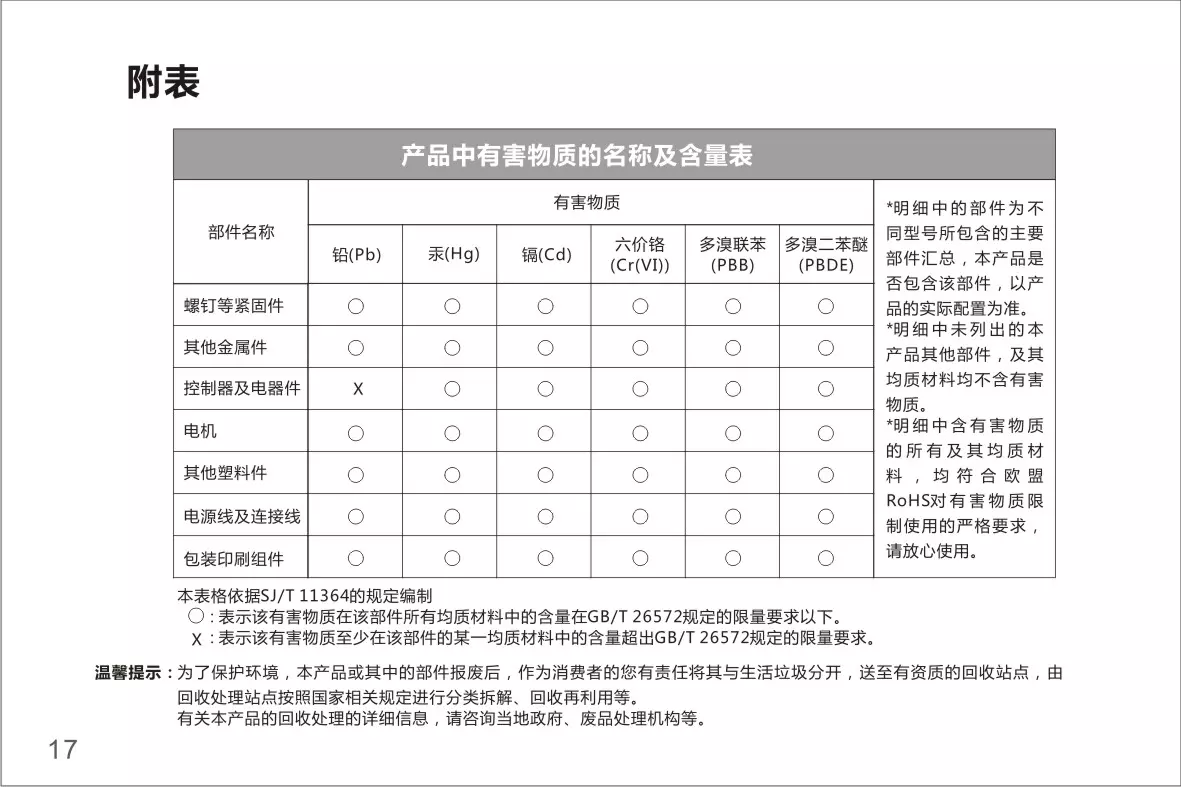 附表
产品中有害物质的名称及含量表
部件名称
有害物质
铅(Pb)
汞(Hg)
镉(Cd)
六价铬
(Cr(VI))
多溴联苯
(PBB)
多溴二苯醚
(PBDE)
螺钉等紧固件 ○ ○ ○ ○ ○ ○
其他金属件 ○ ○ ○ ○ ○ ○
控制器及电器件 X ○ ○ ○ ○ ○
电机 ○ ○ ○ ○ ○ ○
其他塑料件 ○ ○ ○ ○ ○ ○
电源线及连接线 ○ ○ ○ ○ ○ ○
包装印刷组件 ○ ○ ○ ○ ○ ○
*明细中的部件为不
同型号所包含的主要
部件汇总，本产品是
否包含该部件，以产
品的实际配置为准。
*明细中未列出的本
产品其他部件，及其
均质材料均不含有害
物质。
*明细中含有害物质
的所有及其均质材
料，均符合欧盟
RoHS对有害物质限
制使用的严格要求，
请放心使用。
本表格依据SJ/T 11364的规定编制
○：表示该有害物质在该部件所有均质材料中的含量在GB/T 26572规定的限量要求以下。
X：表示该有害物质至少在该部件的某一均质材料中的含量超出GB/T 26572规定的限量要求。
温馨提示：为了保护环境，本产品或其中的部件报废后，作为消费者的您有责任将其与生活垃圾分开，送至有资质的回收站点，由
回收处理站点按照国家相关规定进行分类拆解、回收再利用等。
有关本产品的回收处理的详细信息，请咨询当地政府、废品处理机构等。
17